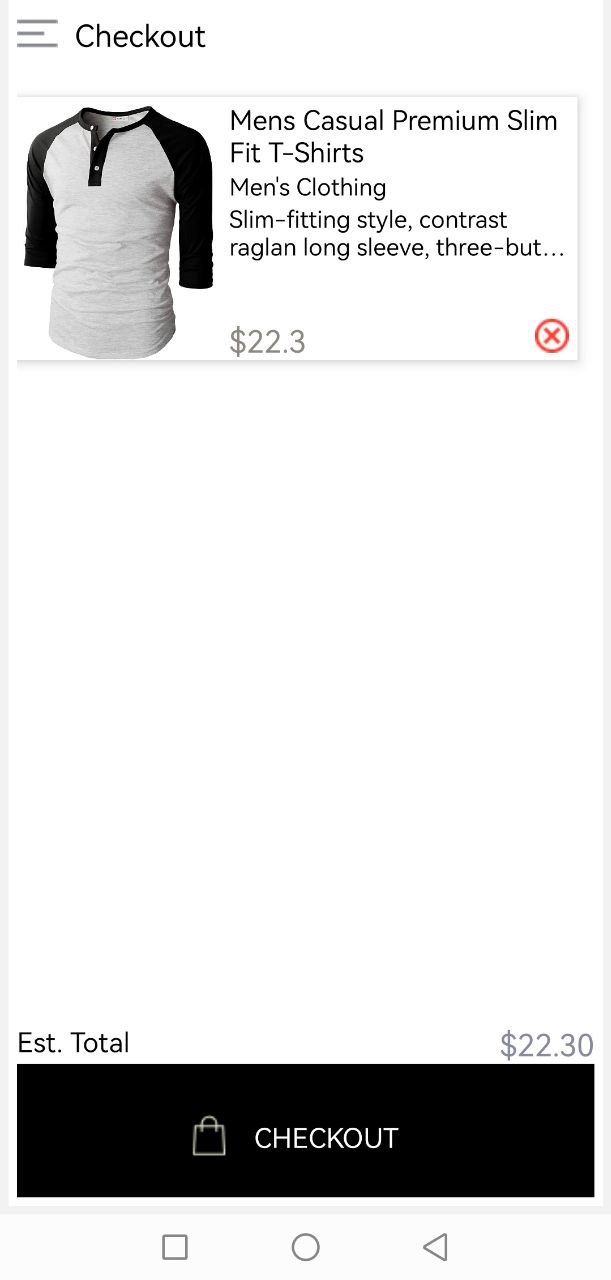 Checkout
Mens Casual Premium Slim
Fit T-Shirts
Men's Clothing
Slim-fitting style, contrast
raglan long sleeve, three-but…
$22.3
Est. Total
$22.30
CHECKOUT